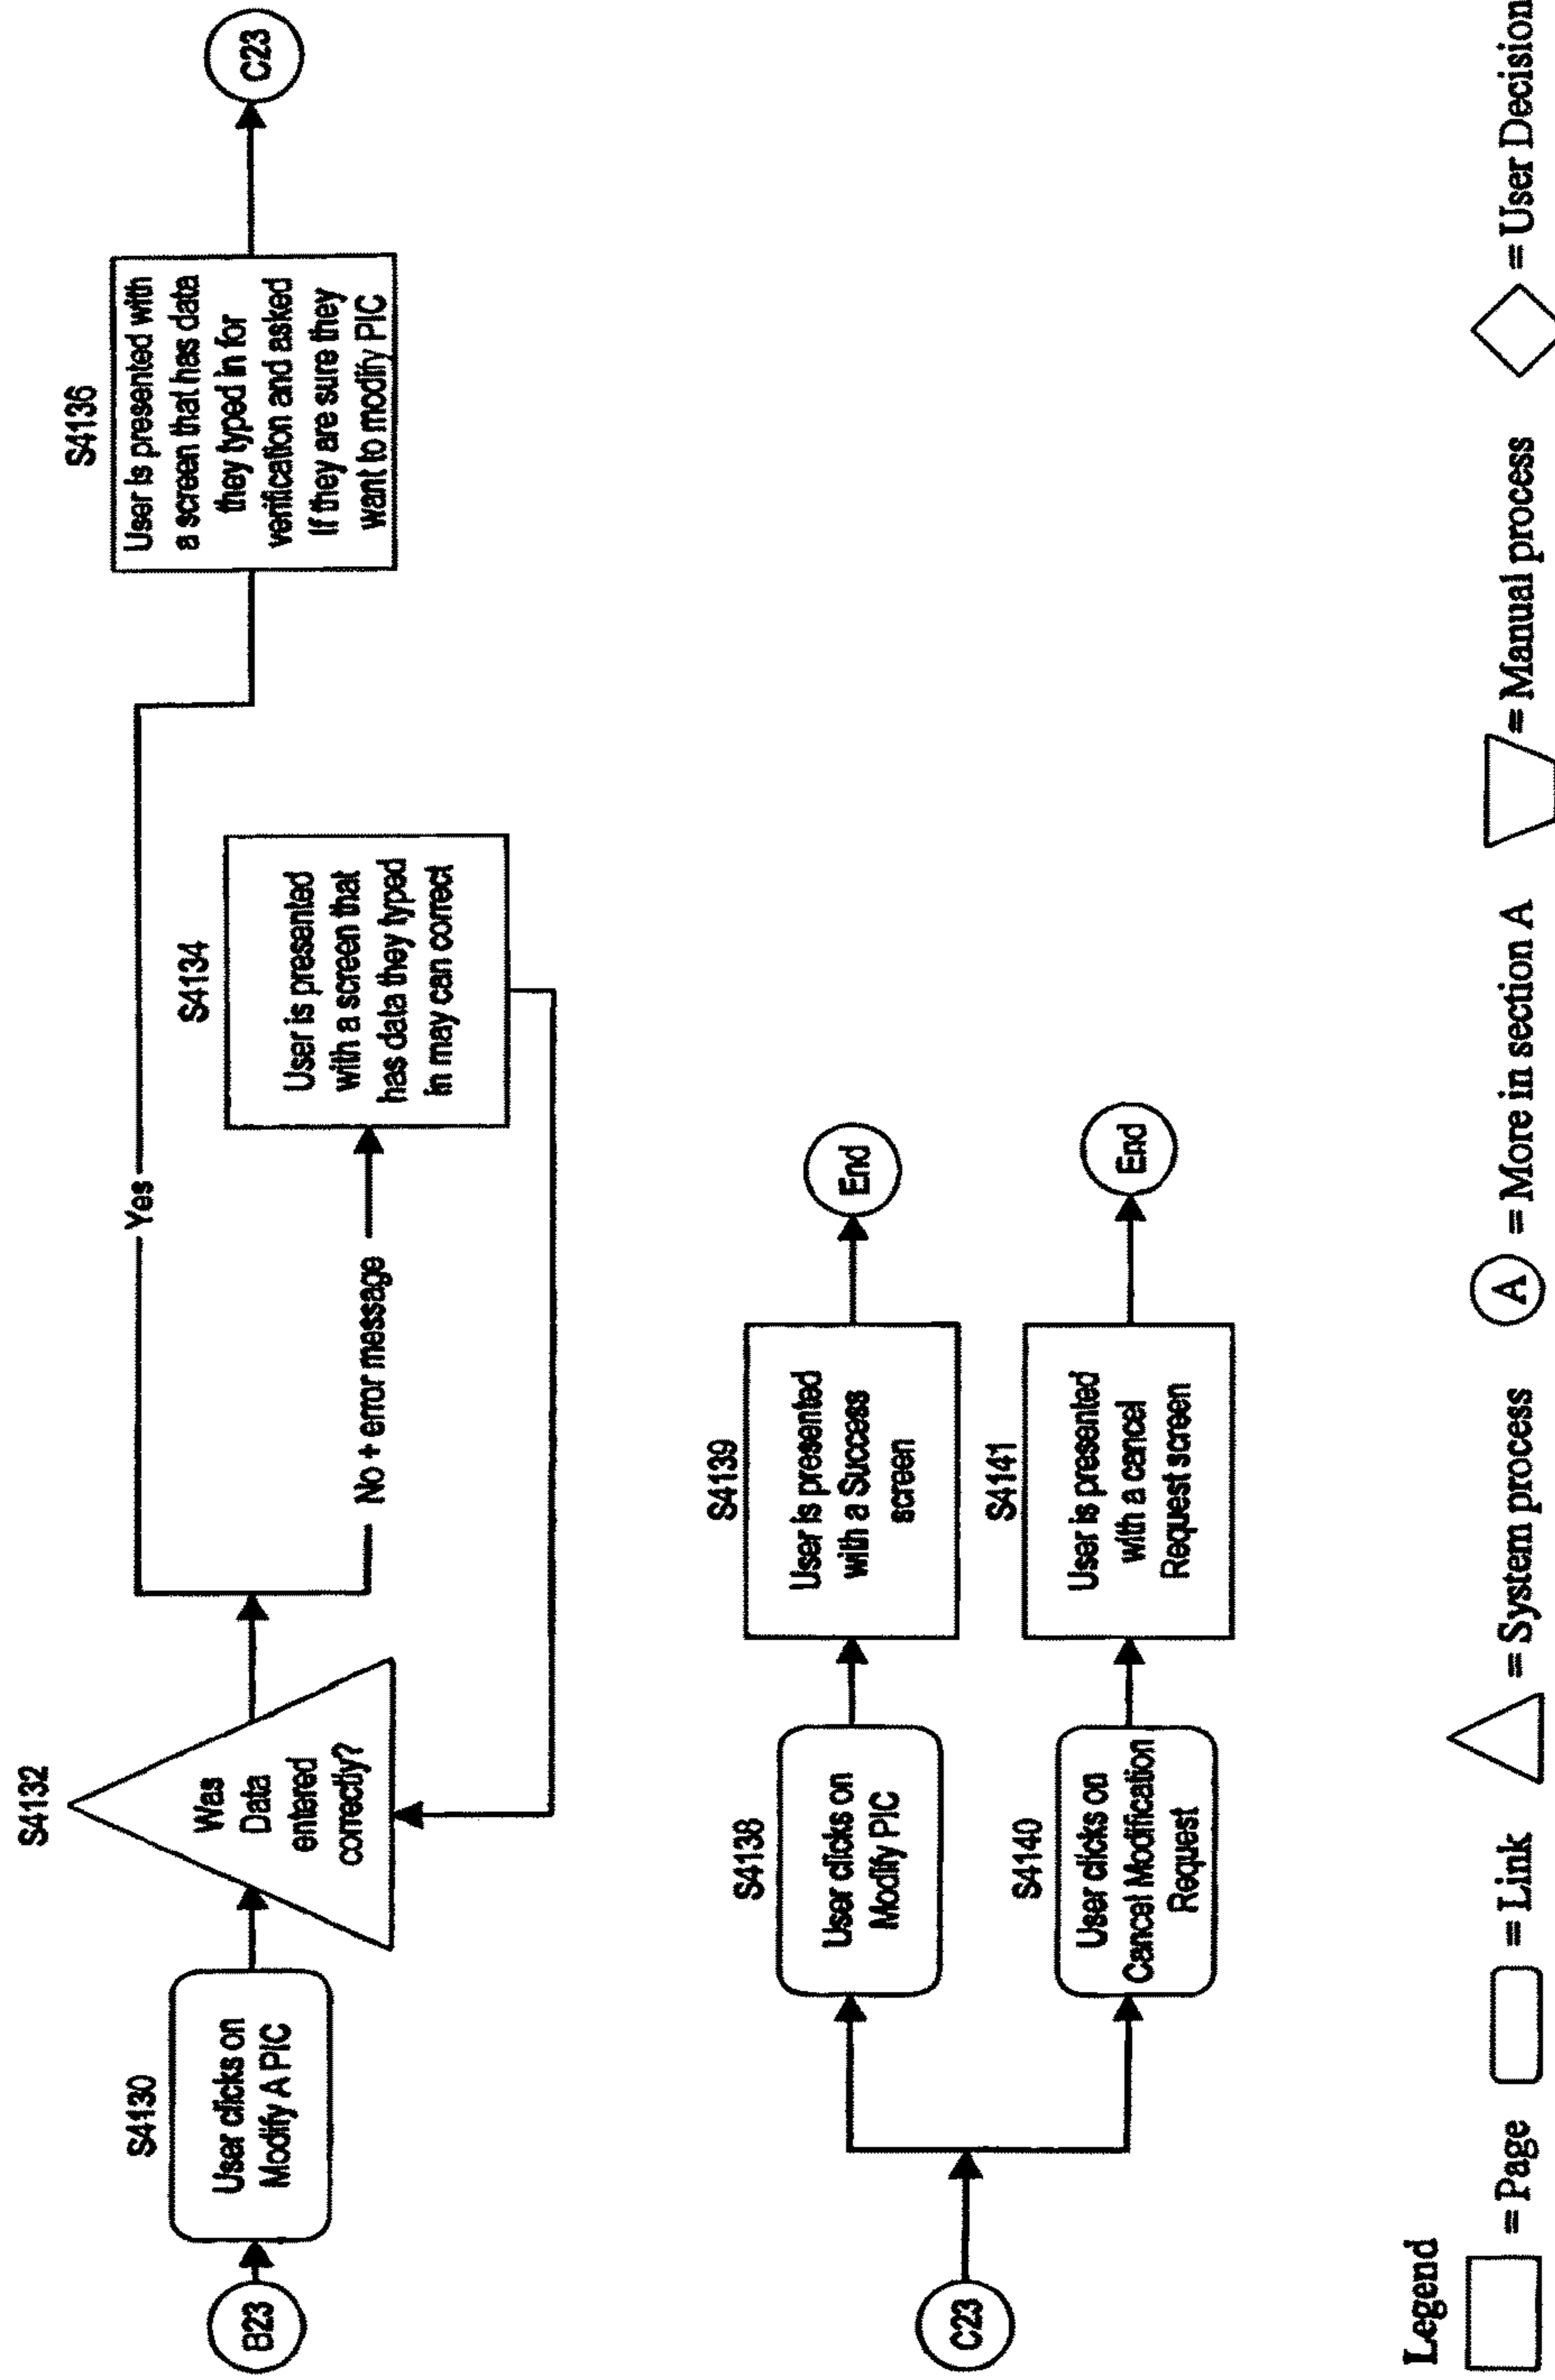 B23
S4130
User clicks on
Modify A PIC
S4132
Was
Data
entered
correctly?
Yes
No + error message
S4134
User is presented
with a screen that
has data they typed
in may can correct
S4136
User is presented with
a screen that has data
they typed in for
verification and asked
If they are sure they
want to modify PIC
C23
C23
S4138
User clicks on
Modify PIC
S4139
User is presented
with a Success
screen
End
S4140
User clicks on
Cancel Modification
Request
S4141
User is presented
with a cancel
Request screen
End
Legend
= Page
= Link
= System process
A
= More in section A
= Manual process
= User Decision